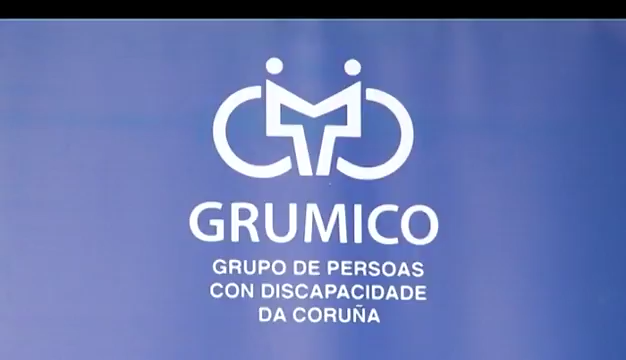 GRUMICO
GRUPO DE PERSOAS
CON DISCAPACIDADE
DA CORUÑA